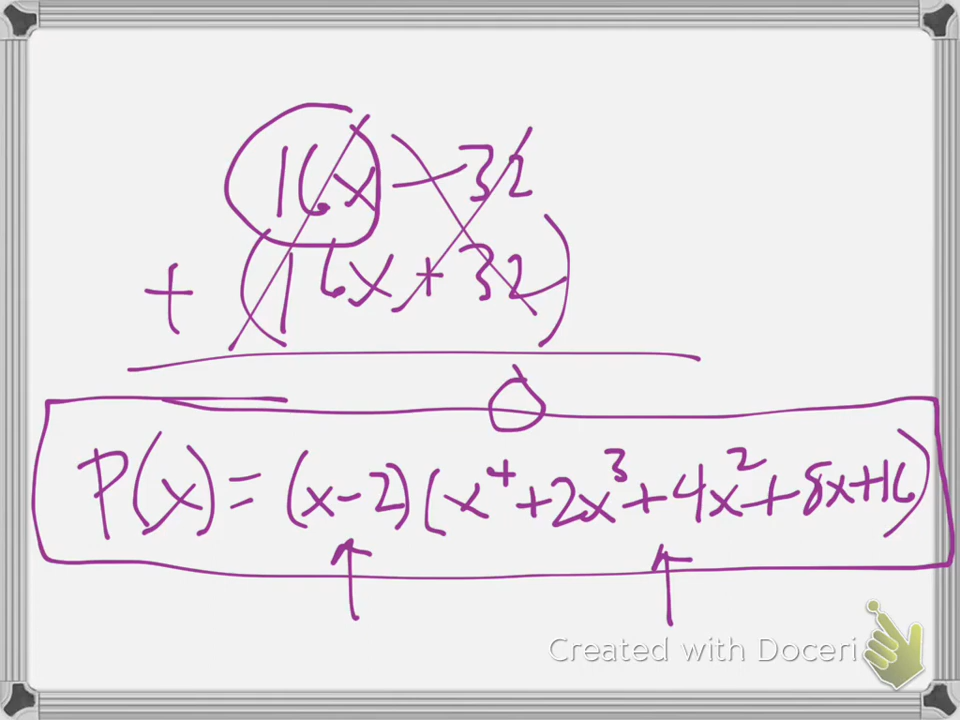 16x - 32
+ (16x + 32)
0
P(x) = (x-2)(x⁴+2x³+4x²+8x+16)
Created with Doceri